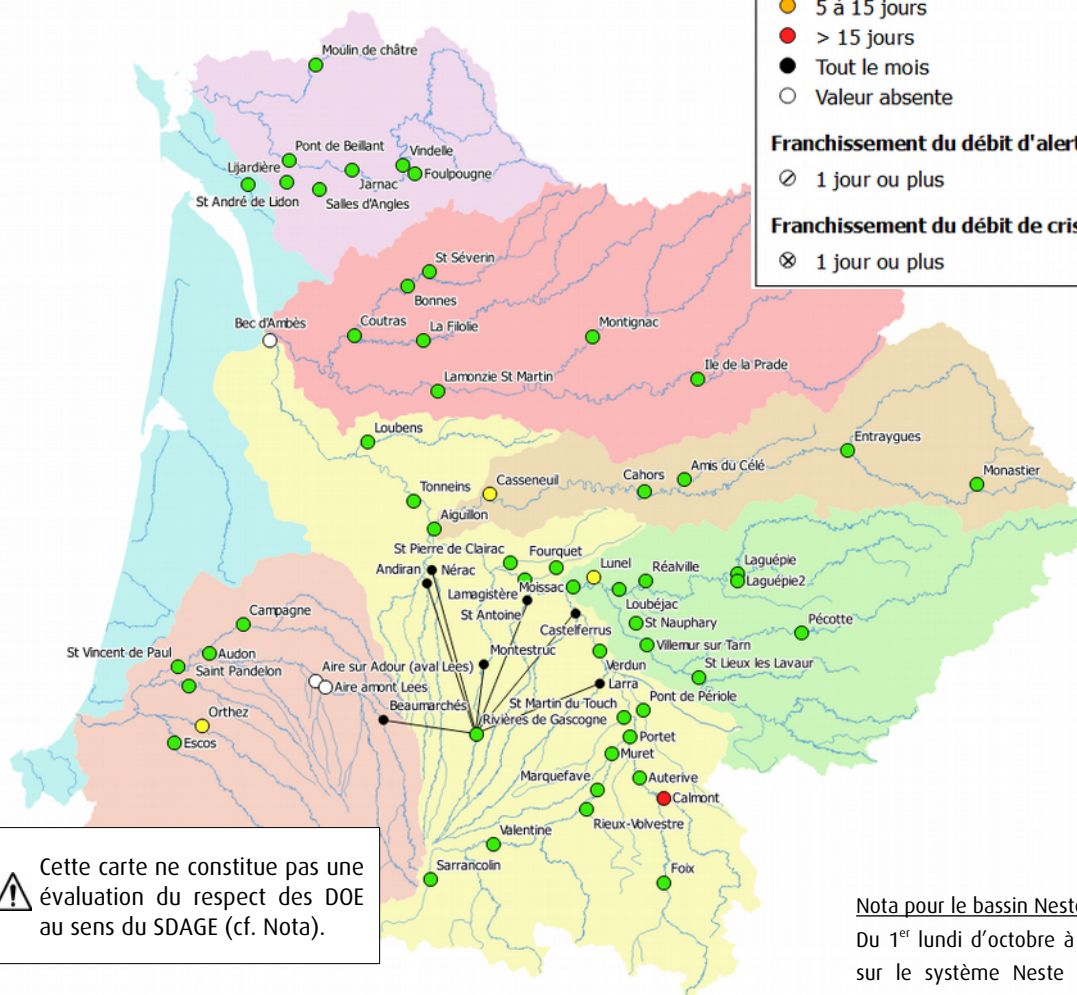 5 à 15 jours
> 15 jours
Tout le mois
Valeur absente
Franchissement du débit d'alert
1 jour ou plus
Franchissement du débit de cris
1 jour ou plus
Moulin de châtre
Pont de Beillant
Vindelle
Lijardière
Foulpougne
Jarnac
St André de Lidon
Salles d'Angles
St Séverin
Bonnes
Bec d'Ambès
Coutras
La Filolie
Montignac
Ile de la Prade
Lamonzie St Martin
Loubens
Entraygues
Amis du Célé
Cahors
Monastier
Casseneuil
Tonneins
Aiguillon
St Pierre de Clairac
Fourquet
Andiran
Nérac
Lunel
Réalville
Laguépie
Laguépie2
Lamagistère
Moissac
Loubéjac
St Antoine
St Nauphary
Pécotte
Castelferrus
Campagne
Villemur sur Tarn
Montestruc
St Vincent de Paul
Audon
Verdun
St Lieux les Lavaur
Aire sur Adour (aval Lees)
Saint Pandelon
Aire amont Lees
Larra
Pont de Périole
Beaumarchés
St Martin du Touch
Orthez
Rivières de Gascogne
Escos
Portet
Muret
Marquefave
Auterive
Calmont
Rieux-Volvestre
Valentine
Sarrancolin
Foix
Cette carte ne constitue pas une
évaluation du respect des DOE
au sens du SDAGE (cf. Nota).
Nota pour le bassin Neste
Du 1er lundi d'octobre à
sur le système Neste